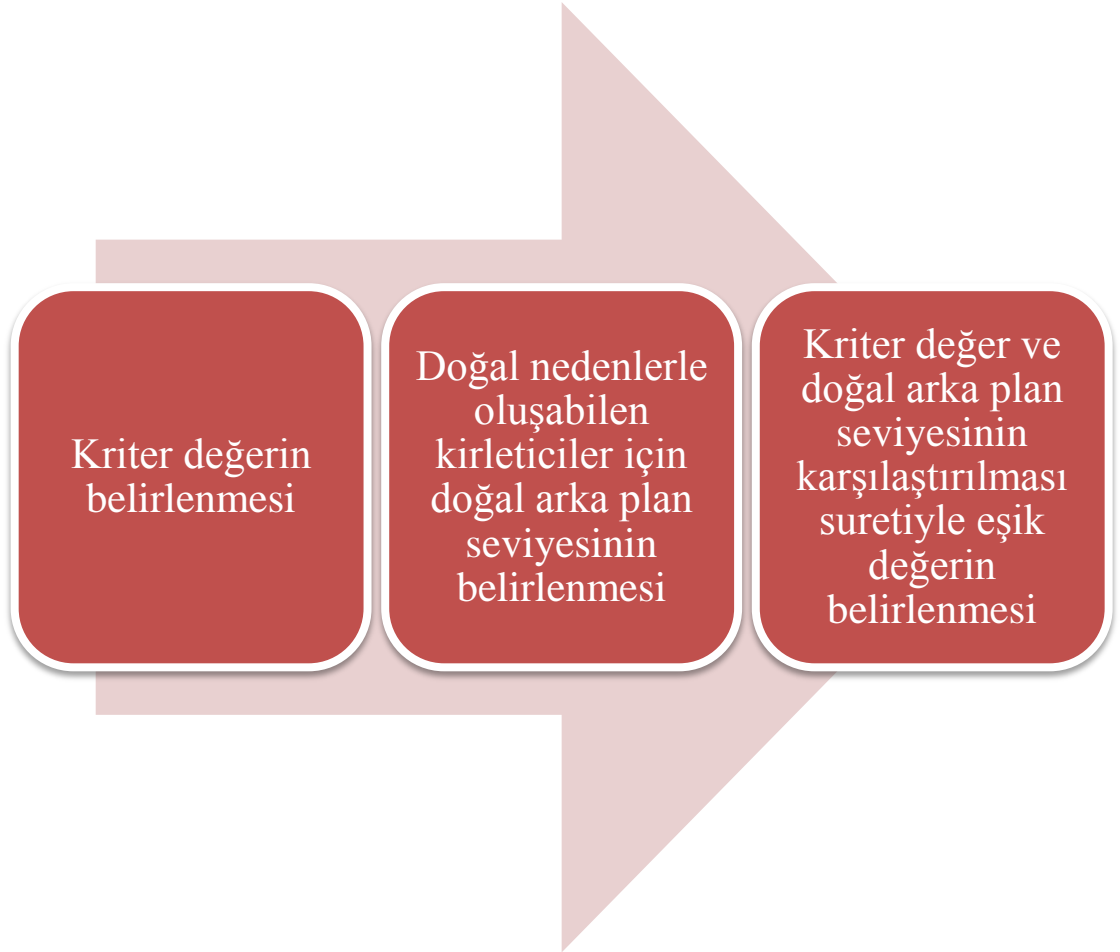 Kriter değerin
belirlenmesi
Doğal nedenlerle
oluşabilen
kirleticiler için
doğal arka plan
seviyesinin
belirlenmesi
Kriter değer ve
doğal arka plan
seviyesinin
karşılaştırılması
suretiyle eşik
değerin
belirlenmesi